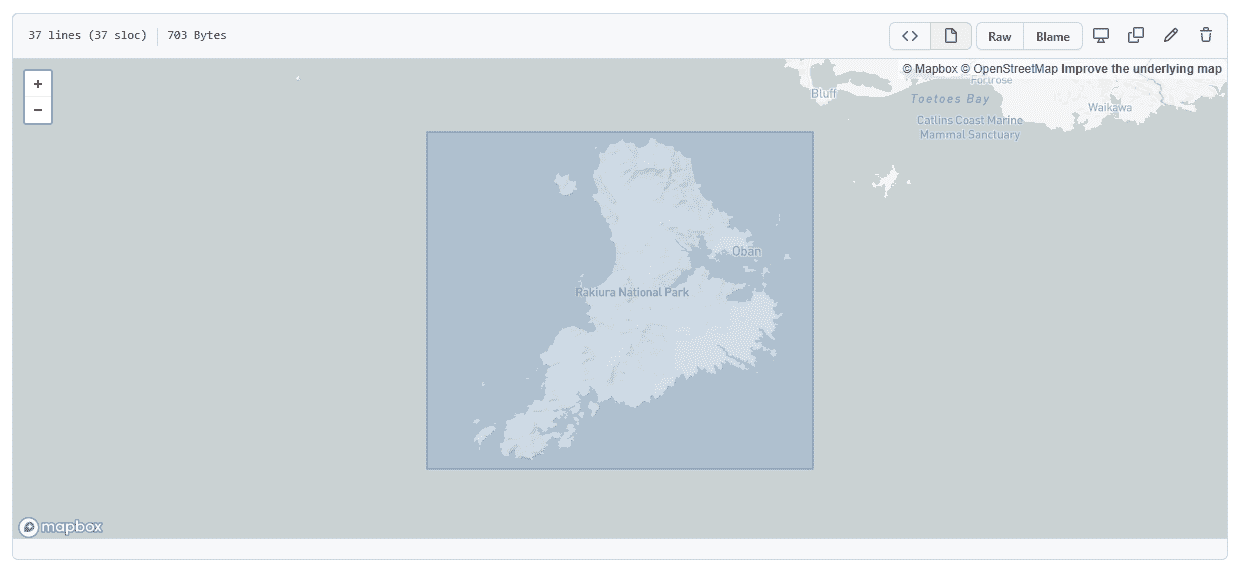 37 lines (37 sloc) 703 Bytes
<> Raw Blame
+
−
© Mapbox © OpenStreetMap Improve the underlying map
Fortrose
Bluff
Toetoes Bay
Waikawa
Catlins Coast Marine
Mammal Sanctuary
Oban
Rakiura National Park
mapbox